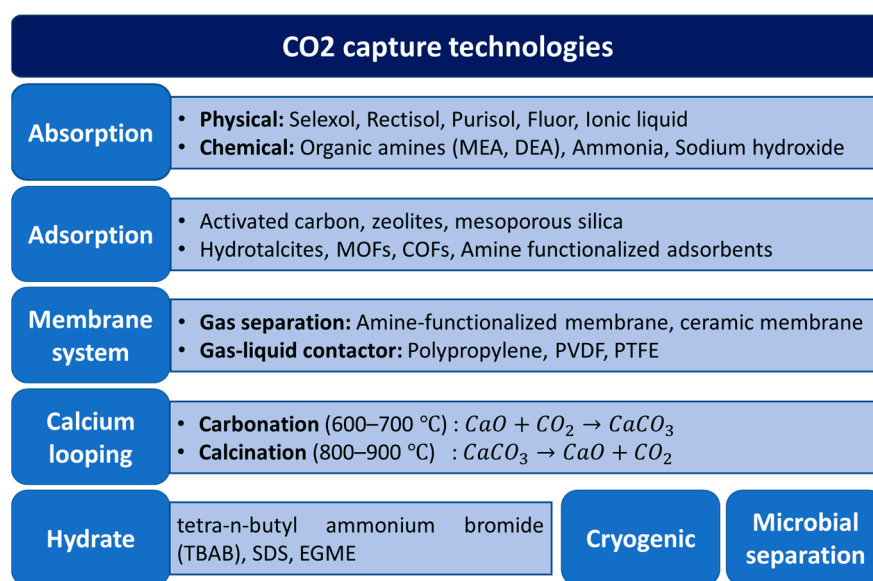 CO2 capture technologies
Absorption
• Physical: Selexol, Rectisol, Purisol, Fluor, Ionic liquid
• Chemical: Organic amines (MEA, DEA), Ammonia, Sodium hydroxide
Adsorption
• Activated carbon, zeolites, mesoporous silica
• Hydrotalcites, MOFs, COFs, Amine functionalized adsorbents
Membrane
system
• Gas separation: Amine-functionalized membrane, ceramic membrane
• Gas-liquid contactor: Polypropylene, PVDF, PTFE
Calcium
looping
• Carbonation (600–700 ℃) : CaO + CO₂ → CaCO₃
• Calcination (800–900 ℃) : CaCO₃ → CaO + CO₂
Hydrate
tetra-n-butyl ammonium bromide
(TBAB), SDS, EGME
Cryogenic
Microbial
separation